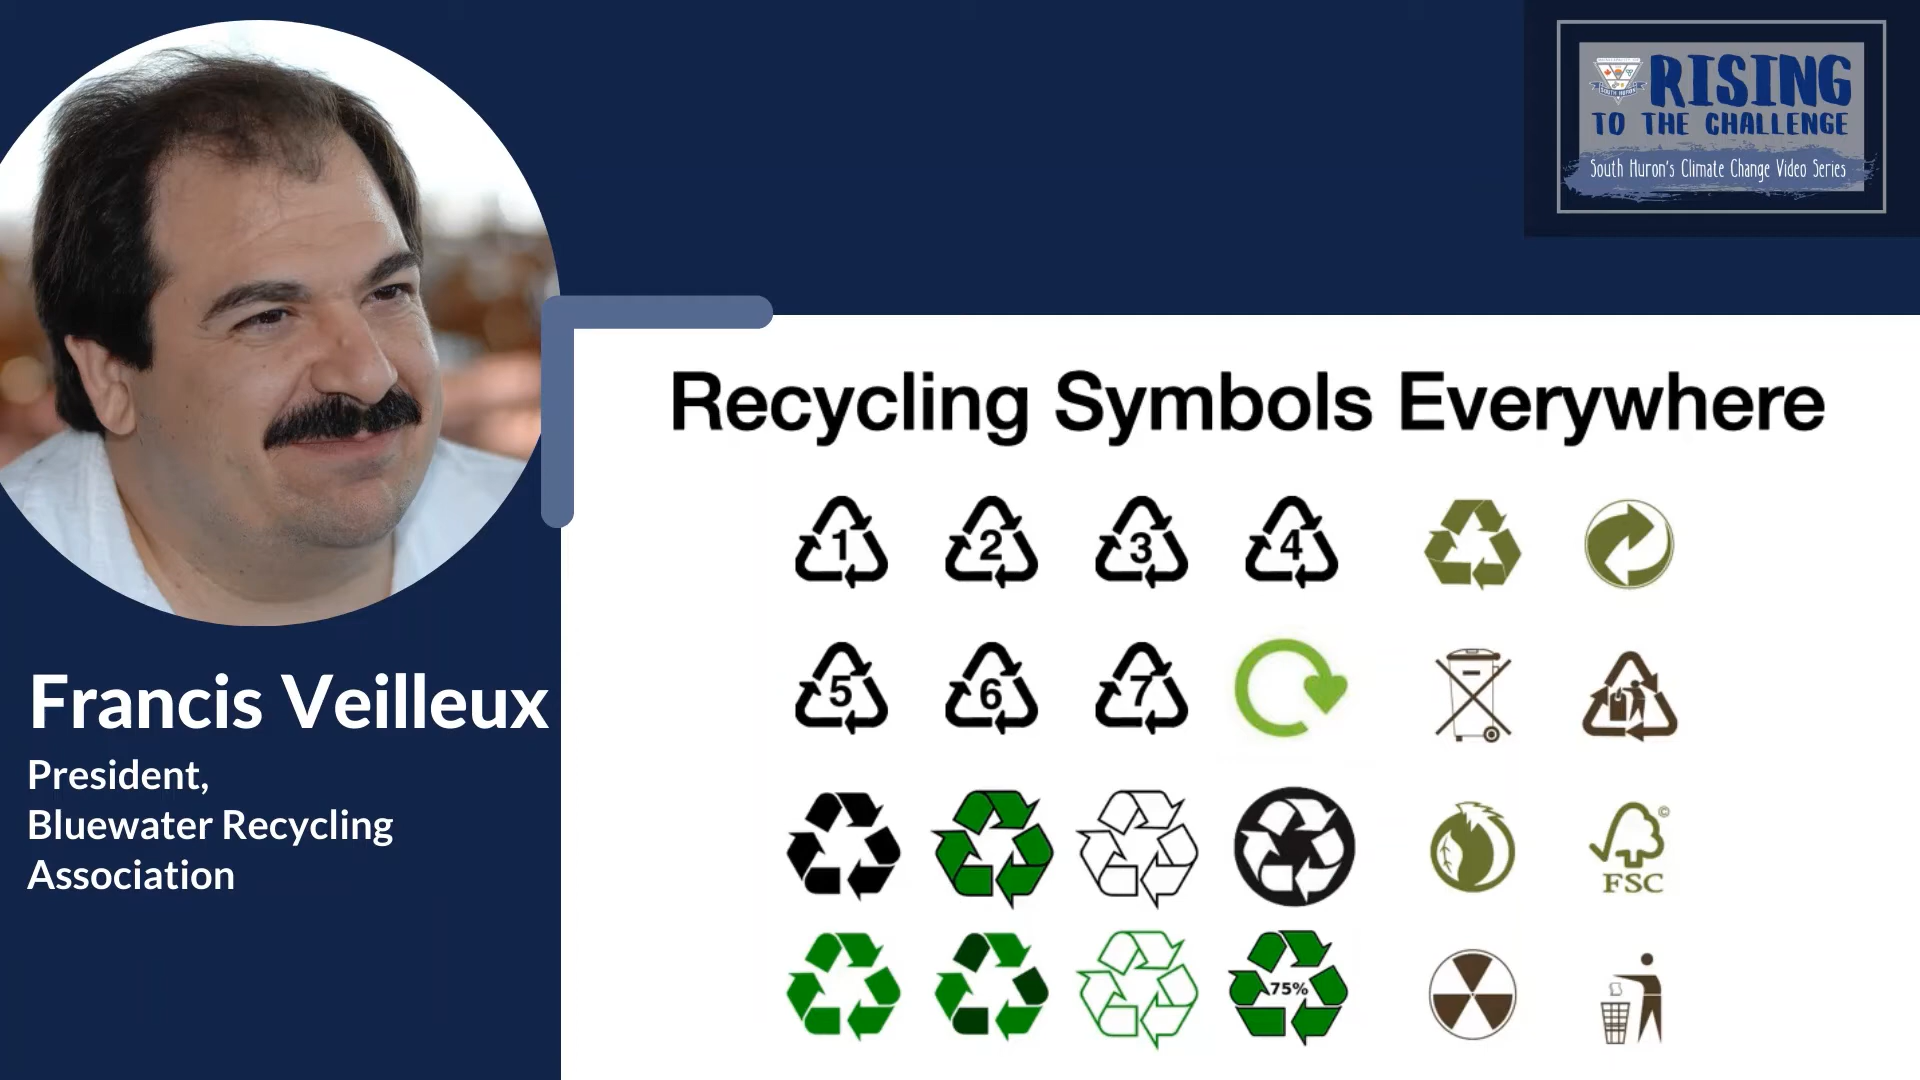 RISING
TO THE CHALLENGE
South Huron's Climate Change Video Series
Recycling Symbols Everywhere
1 2 3 4
5 6 7
©
FSC
75%
Francis Veilleux
President,
Bluewater Recycling
Association